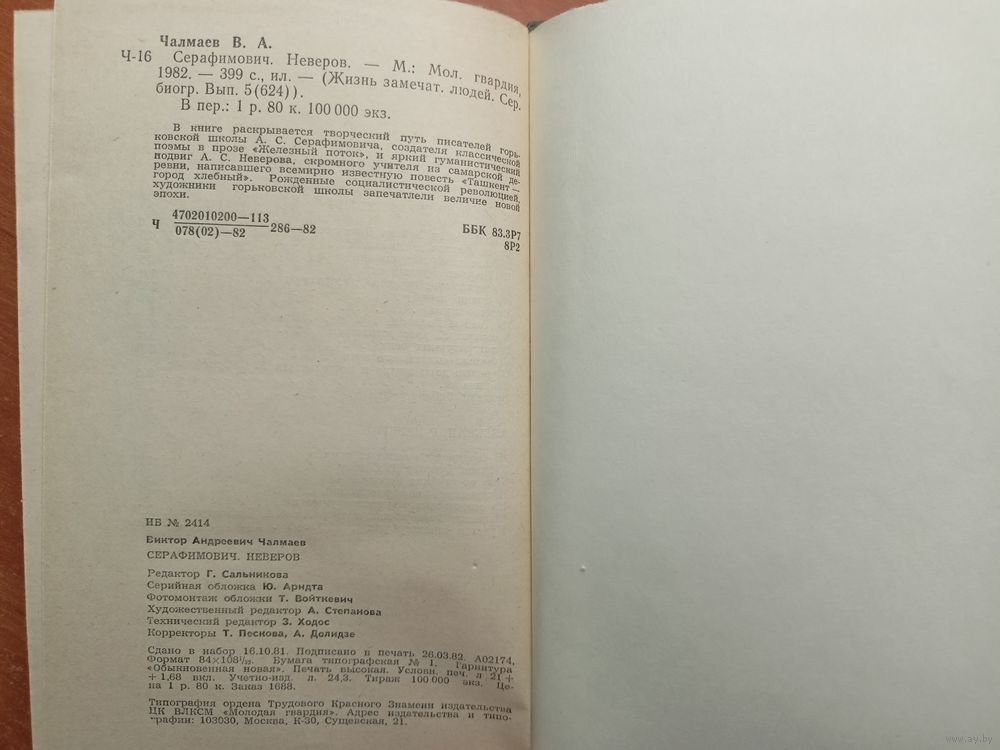 Чалмаев В. А.
Ч-16 Серафимович. Неверов. — М.: Мол. гвардия,
1982. — 399 с., ил. — (Жизнь замечат. людей. Сер.
биогр. Вып. 5(624)).
В пер.: 1 р. 80 к. 100 000 экз.
В книге раскрывается творческий путь писателей горь-
ковской школы А. С. Серафимовича, создателя классической
поэмы в прозе «Железный поток», и яркий гуманистический
подвиг А. С. Неверова, скромного учителя из самарской де-
ревни, написавшего всемирно известную повесть «Ташкент —
город хлебный». Рожденные социалистической революцией,
художники горьковской школы запечатлели величие новой
эпохи.
Ч 4702010200—113
078(02)—82 286—82
ББК 83.3Р7
8Р2
ИБ № 2414
Виктор Андреевич Чалмаев
СЕРАФИМОВИЧ. НЕВЕРОВ
Редактор Г. Сальникова
Серийная обложка Ю. Арндта
Фотомонтаж обложки Т. Войткевич
Художественный редактор А. Степанова
Технический редактор З. Ходос
Корректоры Т. Пескова, А. Долидзе
Сдано в набор 16.10.81. Подписано в печать 26.03.82. А02174,
Формат 84×108¹/₃₂. Бумага типографская № 1. Гарнитура
«Обыкновенная новая». Печать высокая. Условн. печ. л 21 +
+ 1,68 вкл. Учетно-изд. л. 24,3. Тираж 100 000 экз. Це-
на 1 р. 80 к. Заказ 1688.
Типография ордена Трудового Красного Знамени издательства
ЦК ВЛКСМ «Молодая гвардия». Адрес издательства и типо-
графии: 103030, Москва, К-30, Сущевская, 21.
www.ay.by